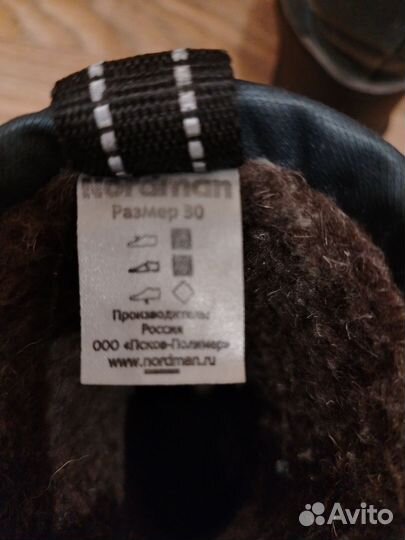 Nordman
Размер 30
Производитель:
Россия
ООО «Псков-Полимер»
www.nordman.ru
Avito